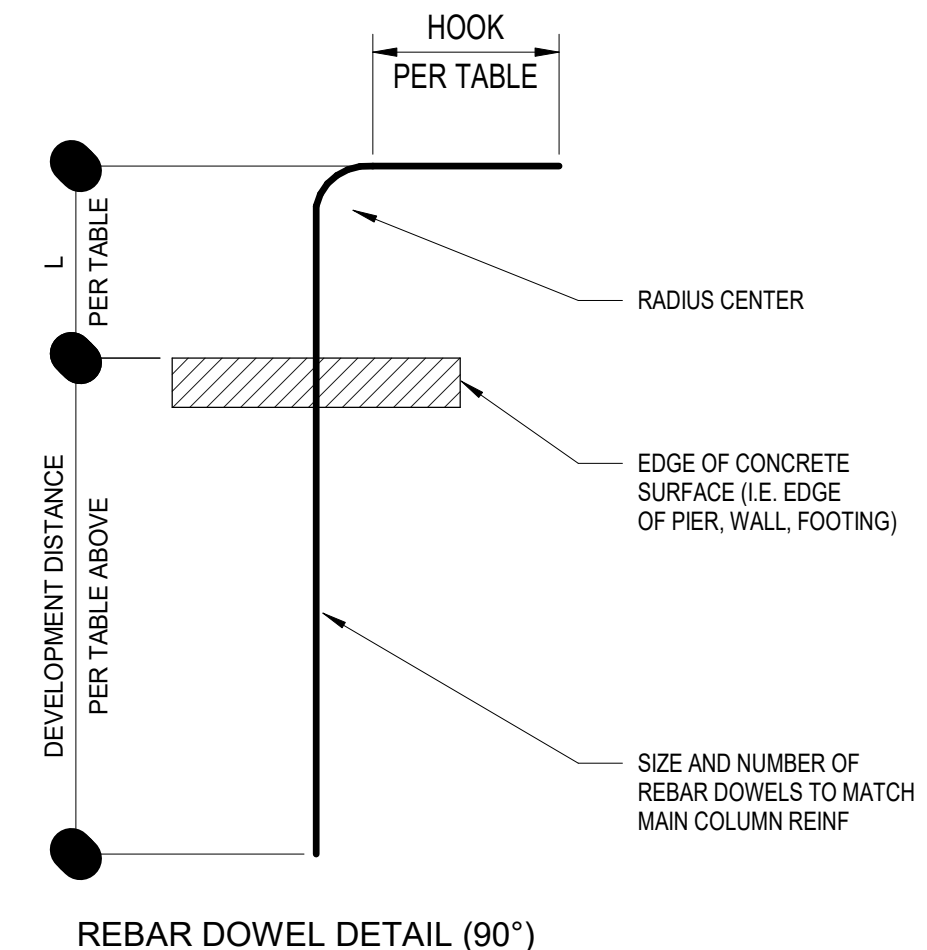 HOOK
PER TABLE
L
PER TABLE
RADIUS CENTER
EDGE OF CONCRETE
SURFACE (I.E. EDGE
OF PIER, WALL, FOOTING)
DEVELOPMENT DISTANCE
PER TABLE ABOVE
SIZE AND NUMBER OF
REBAR DOWELS TO MATCH
MAIN COLUMN REINF
REBAR DOWEL DETAIL (90°)